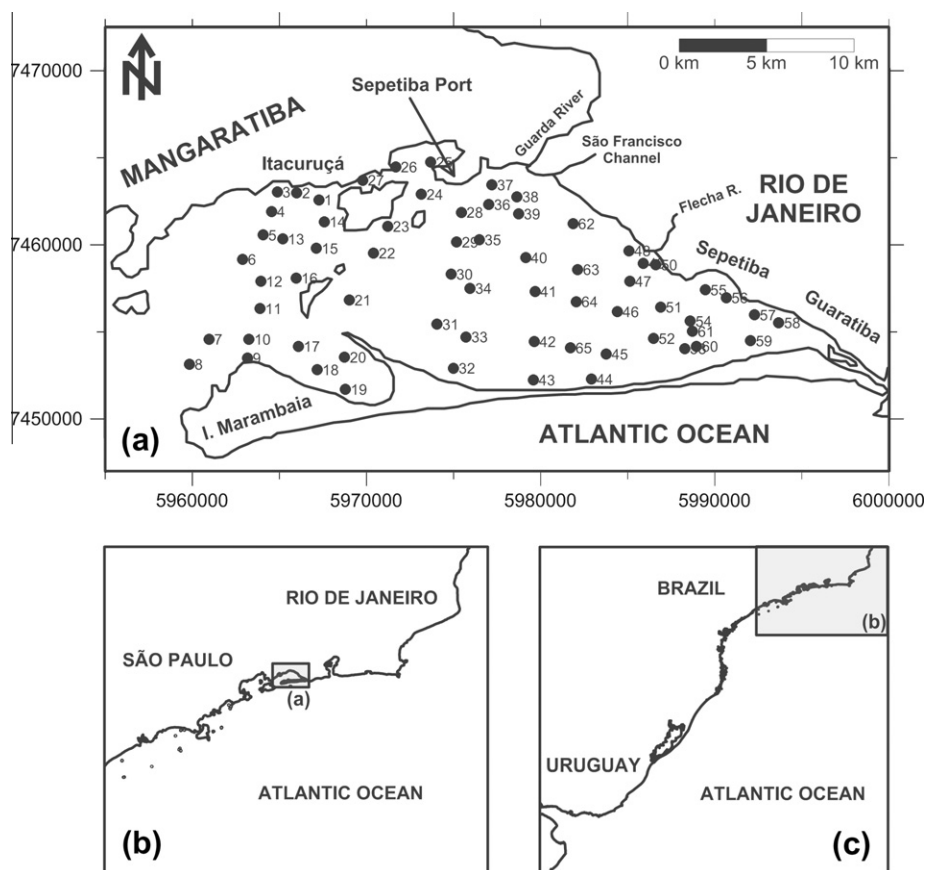 7470000
7460000
7450000
N
0 km 5 km 10 km
Sepetiba Port
MANGARATIBA
Itacuruçá
Guarda River
São Francisco
Channel
RIO DE
JANEIRO
Flecha R.
Sepetiba
Guaratiba
25
26
27
3
2
1
24
37
38
4
14
23
28
36
39
62
5
13
15
22
29
35
40
48
50
6
12
16
30
34
63
47
55
56
11
21
41
64
46
51
57
58
54
61
7
10
31
33
42
65
45
52
60
59
8
9
17
20
18
19
32
43
44
I. Marambaia
(a)
ATLANTIC OCEAN
5960000 5970000 5980000 5990000 6000000
RIO DE JANEIRO
SÃO PAULO
(a)
ATLANTIC OCEAN
(b)
BRAZIL
(b)
URUGUAY
ATLANTIC OCEAN
(c)